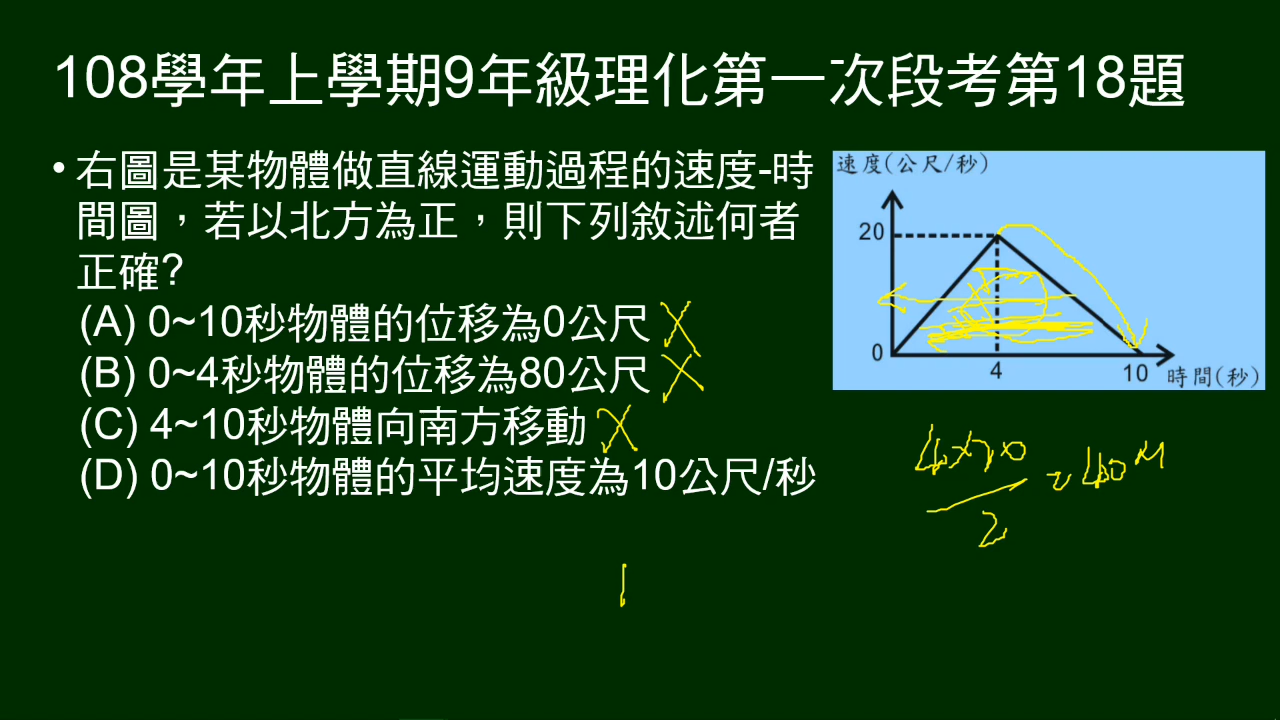 108學年上學期9年級理化第一次段考第18題
• 右圖是某物體做直線運動過程的速度-時
間圖，若以北方為正，則下列敘述何者
正確?
(A) 0~10秒物體的位移為0公尺 X
(B) 0~4秒物體的位移為80公尺 X
(C) 4~10秒物體向南方移動 X
(D) 0~10秒物體的平均速度為10公尺/秒
速度(公尺/秒)
20
0
4
10
時間(秒)
4×20
2
= 40 M
1